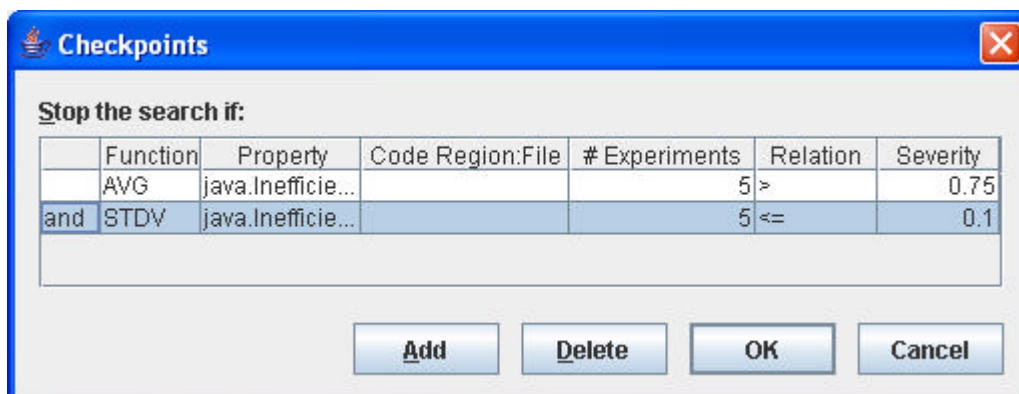 Checkpoints
Stop the search if:
Function Property Code Region:File # Experiments Relation Severity
AVG java.Inefficie... 5 > 0.75
and STDV java.Inefficie... 5 <= 0.1
Add Delete OK Cancel